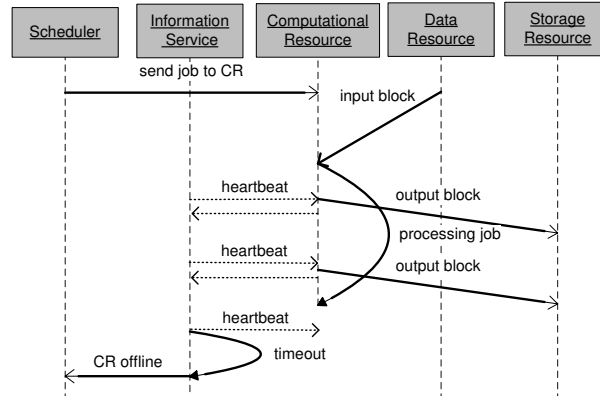 Scheduler
Information
Service
Computational
Resource
Data
Resource
Storage
Resource
send job to CR
input block
heartbeat
output block
processing job
heartbeat
output block
heartbeat
timeout
CR offline